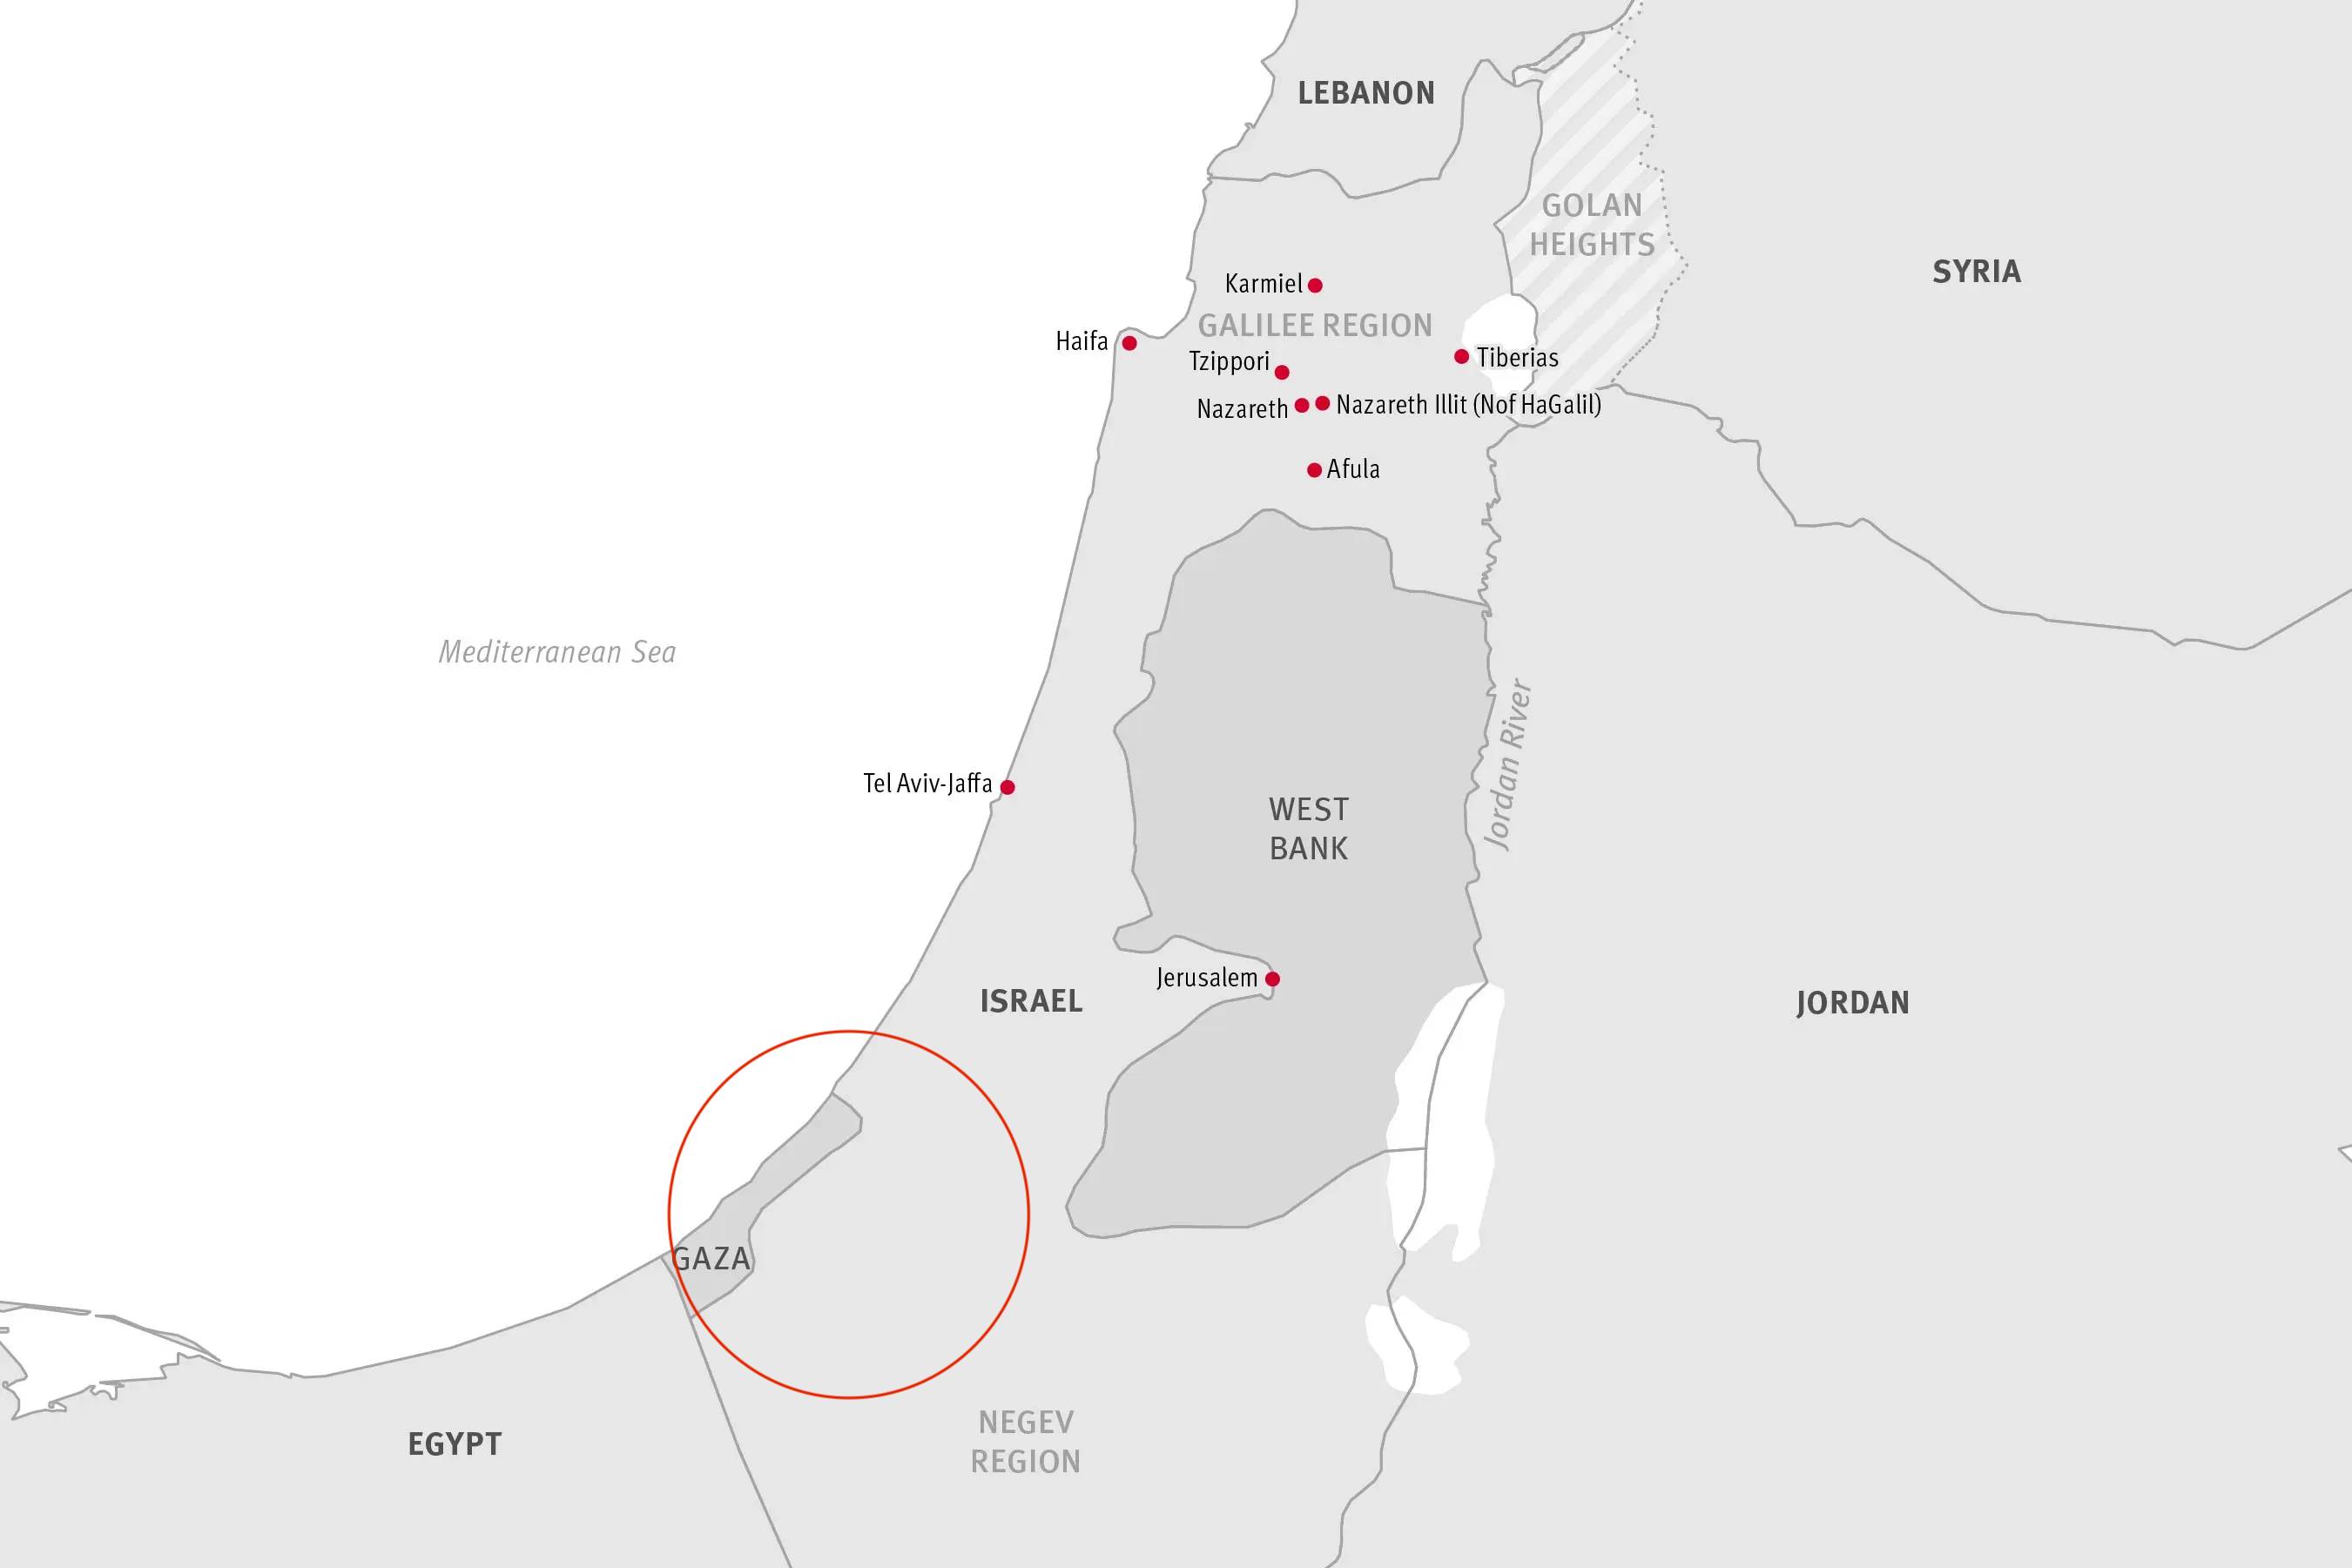 LEBANON
GOLAN
HEIGHTS
SYRIA
Karmiel
GALILEE REGION
Haifa
Tzippori
Tiberias
Nazareth
Nazareth Illit (Nof HaGalil)
Afula
Mediterranean Sea
Jordan River
Tel Aviv-Jaffa
WEST
BANK
Jerusalem
ISRAEL
JORDAN
GAZA
NEGEV
REGION
EGYPT